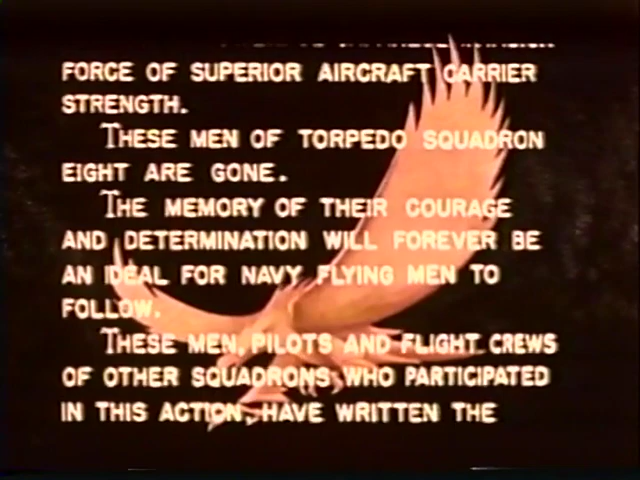 FORCE OF SUPERIOR AIRCRAFT CARRIER
STRENGTH.
THESE MEN OF TORPEDO SQUADRON
EIGHT ARE GONE.
THE MEMORY OF THEIR COURAGE
AND DETERMINATION WILL FOREVER BE
AN IDEAL FOR NAVY FLYING MEN TO
FOLLOW.
THESE MEN, PILOTS AND FLIGHT CREWS
OF OTHER SQUADRONS WHO PARTICIPATED
IN THIS ACTION, HAVE WRITTEN THE